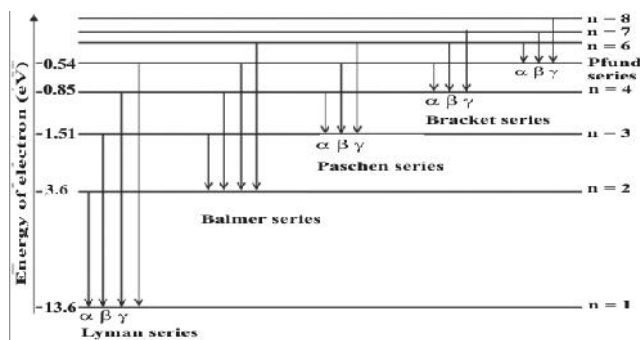 Energy of electron (eV)
n – 8
n – 7
n = 6
-0.54
Pfund
series
α β γ
-0.85
n = 4
α β γ
Bracket series
-1.51
n – 3
α β γ
Paschen series
-3.6
n = 2
Balmer series
-13.6
n = 1
α β γ
Lyman series